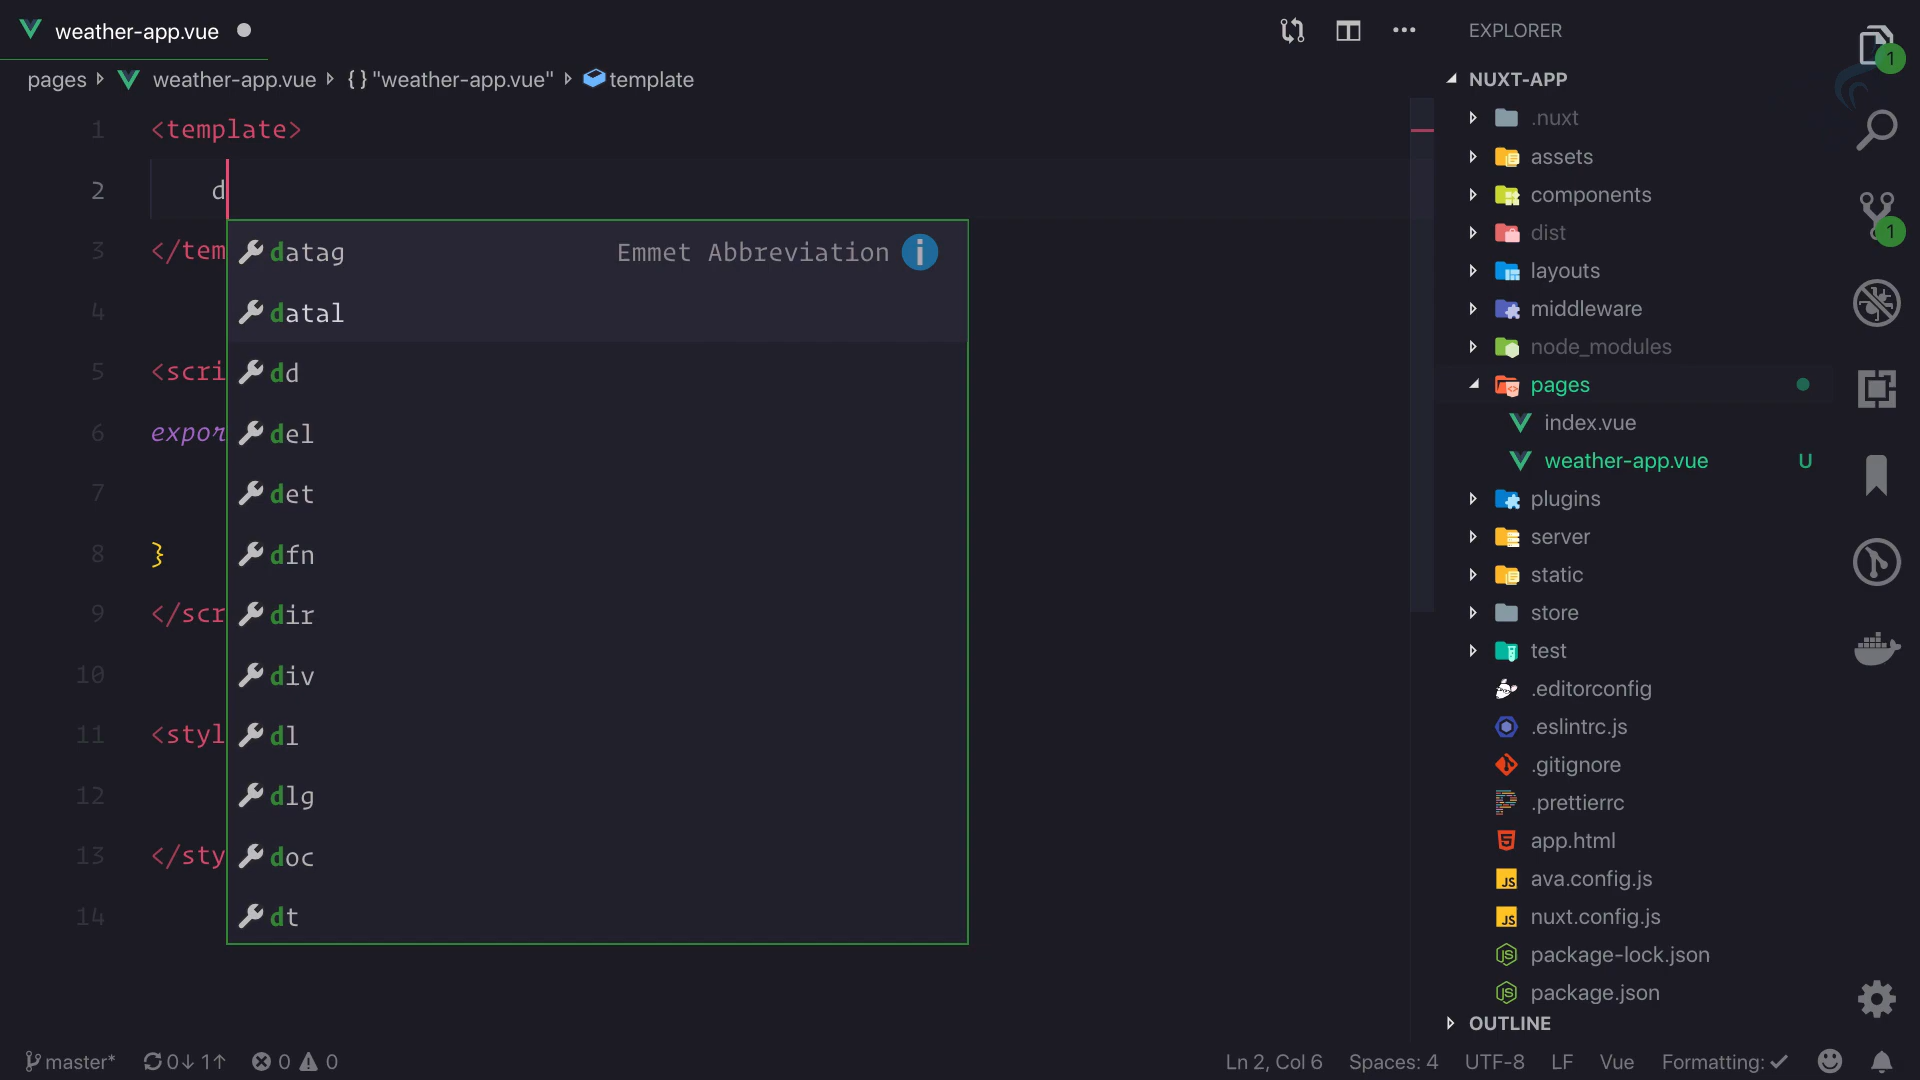 weather-app.vue
pages weather-app.vue {} "weather-app.vue" template
1 <template>
2 d
3 </tem
4
5 <scri
6 expor
7
8 }
9 </scr
10
11 <styl
12
13 </sty
14
datag Emmet Abbreviation
datal
dd
del
det
dfn
dir
div
dl
dlg
doc
dt
EXPLORER
NUXT-APP
.nuxt
assets
components
dist
layouts
middleware
node_modules
pages
index.vue
weather-app.vue U
plugins
server
static
store
test
.editorconfig
.eslintrc.js
.gitignore
.prettierrc
app.html
JS ava.config.js
JS nuxt.config.js
package-lock.json
package.json
OUTLINE
1
1
master* 0↓ 1↑ 0 0
Ln 2, Col 6 Spaces: 4 UTF-8 LF Vue Formatting: ✓